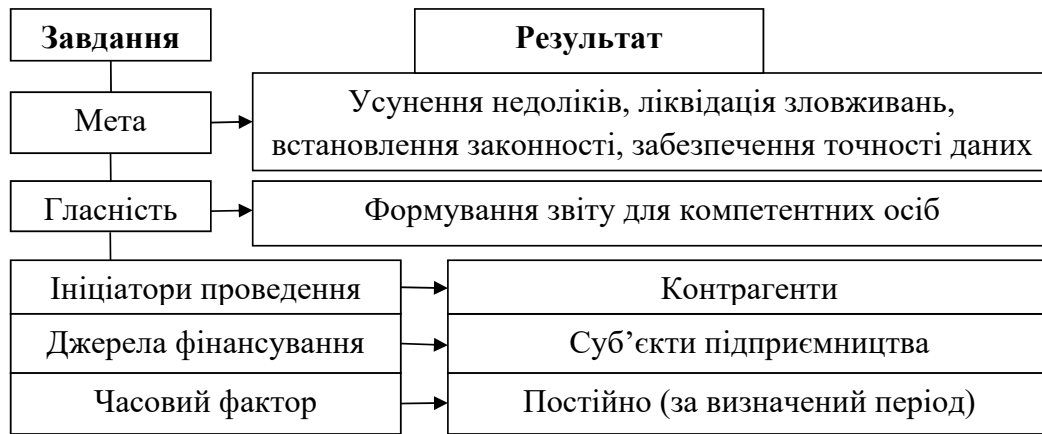 Завдання
Результат
Мета
Усунення недоліків, ліквідація зловживань,
встановлення законності, забезпечення точності даних
Гласність
Формування звіту для компетентних осіб
Ініціатори проведення
Контрагенти
Джерела фінансування
Суб’єкти підприємництва
Часовий фактор
Постійно (за визначений період)